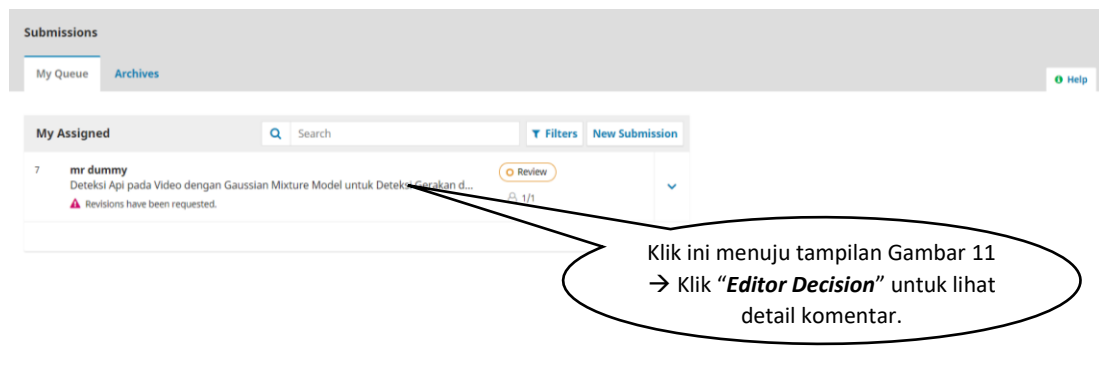 Submissions
My Queue Archives
Help
My Assigned Search Filters New Submission
7 mr dummy Review
Deteksi Api pada Video dengan Gaussian Mixture Model untuk Deteksi Gerakan d...
Revisions have been requested. 1/1
Klik ini menuju tampilan Gambar 11
→ Klik “Editor Decision” untuk lihat
detail komentar.